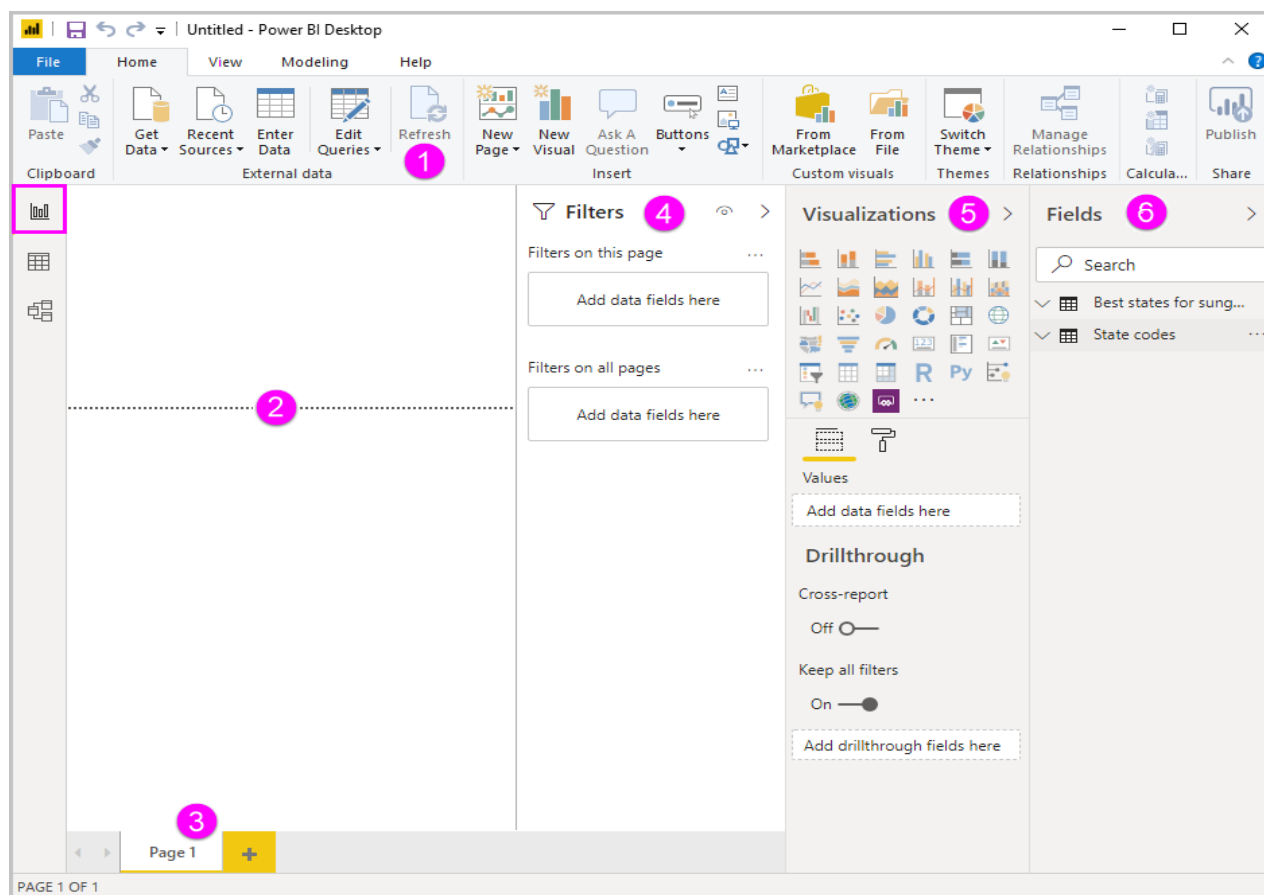 Untitled - Power BI Desktop
File Home View Modeling Help
Paste
Get Data
Recent Sources
Enter Data
Edit Queries
Refresh
New Page
New Visual
Ask A Question
Buttons
From Marketplace
From File
Switch Theme
Manage Relationships
Publish
Clipboard
External data
Insert
Custom visuals
Themes
Relationships
Calcula...
Share
1
Filters 4
Filters on this page ...
Add data fields here
Filters on all pages ...
Add data fields here
2
Visualizations 5
123
R Py
...
Values
Add data fields here
Drillthrough
Cross-report
Off
Keep all filters
On
Add drillthrough fields here
Fields 6
Search
Best states for sung...
State codes ...
3
Page 1 +
PAGE 1 OF 1